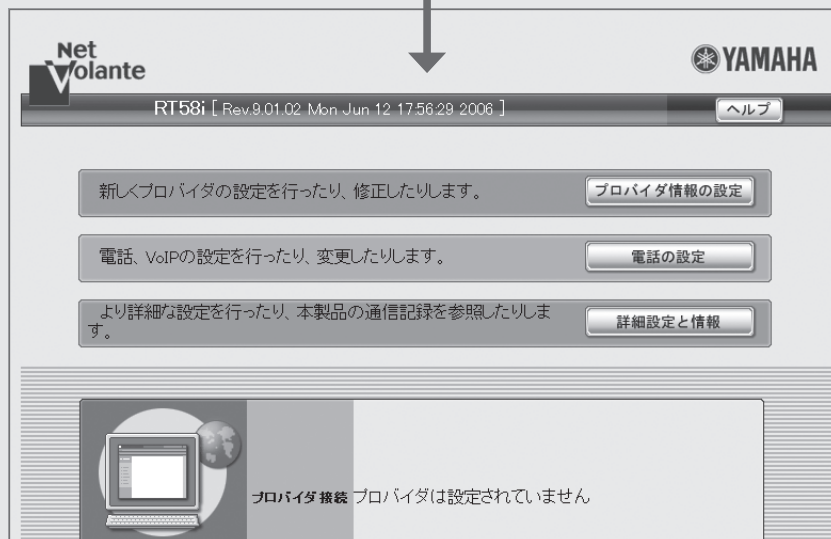 Net
Volante
YAMAHA
RT58i [ Rev.9.01.02 Mon Jun 12 17:56:29 2006 ]
ヘルプ
新しくプロバイダの設定を行ったり、修正したりします。
プロバイダ情報の設定
電話、VoIPの設定を行ったり、変更したりします。
電話の設定
より詳細な設定を行ったり、本製品の通信記録を参照したりしま
す。
詳細設定と情報
プロバイダ接続 プロバイダは設定されていません